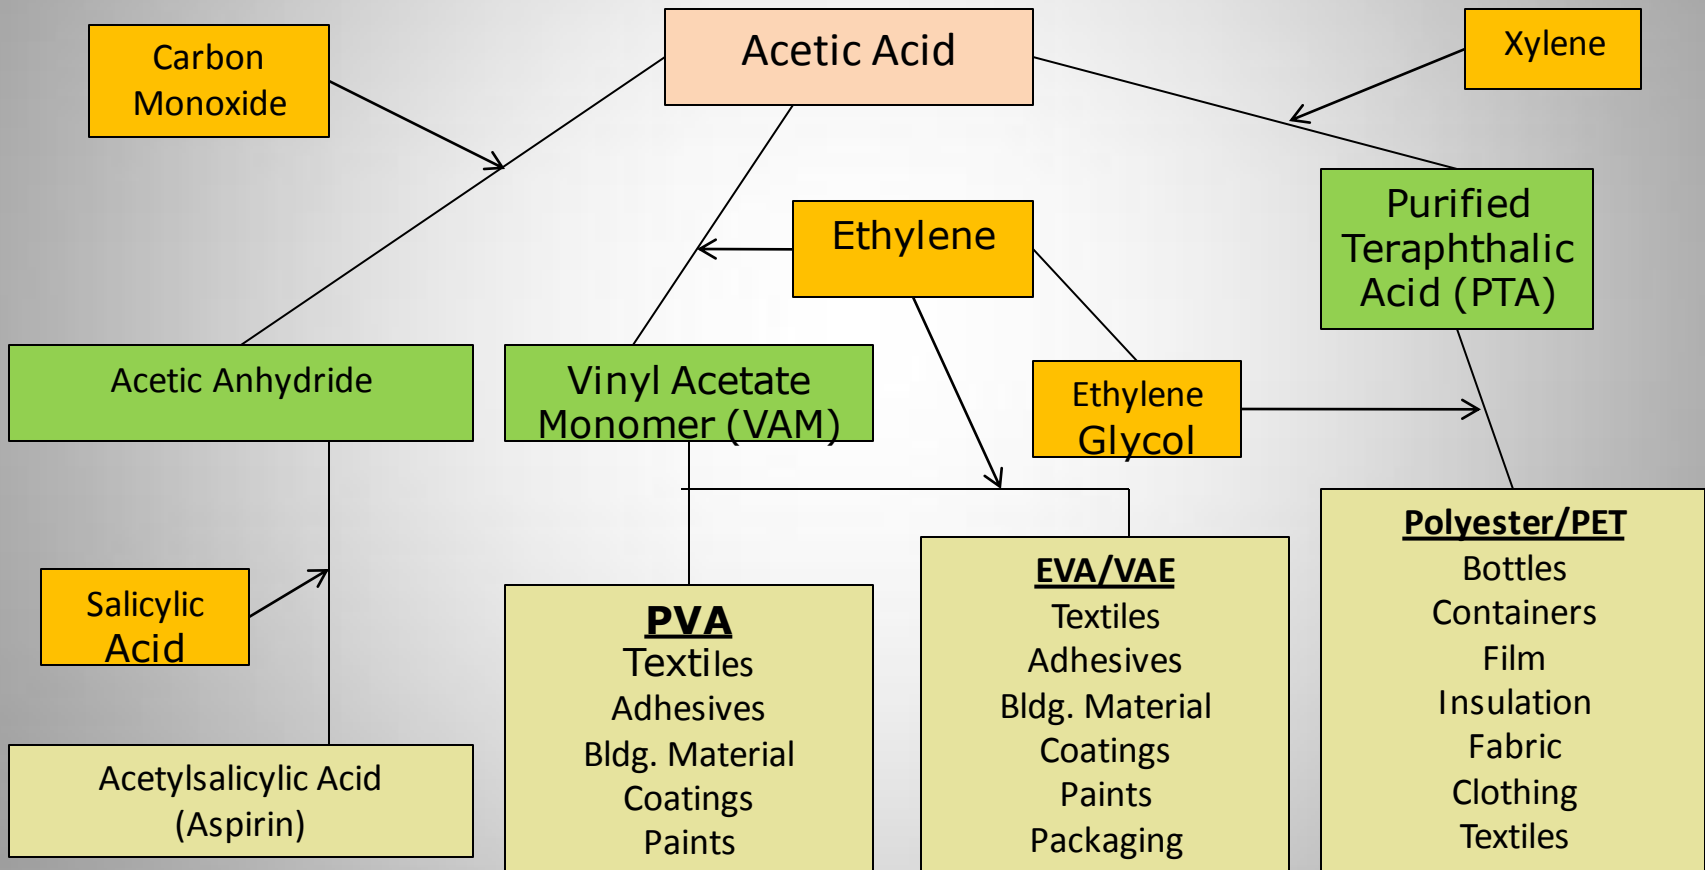 Carbon
Monoxide
Acetic Acid
Xylene
Ethylene
Purified
Teraphthalic
Acid (PTA)
Acetic Anhydride
Vinyl Acetate
Monomer (VAM)
Ethylene
Glycol
Salicylic
Acid
Acetylsalicylic Acid
(Aspirin)
PVA
Textiles
Adhesives
Bldg. Material
Coatings
Paints
EVA/VAE
Textiles
Adhesives
Bldg. Material
Coatings
Paints
Packaging
Polyester/PET
Bottles
Containers
Film
Insulation
Fabric
Clothing
Textiles